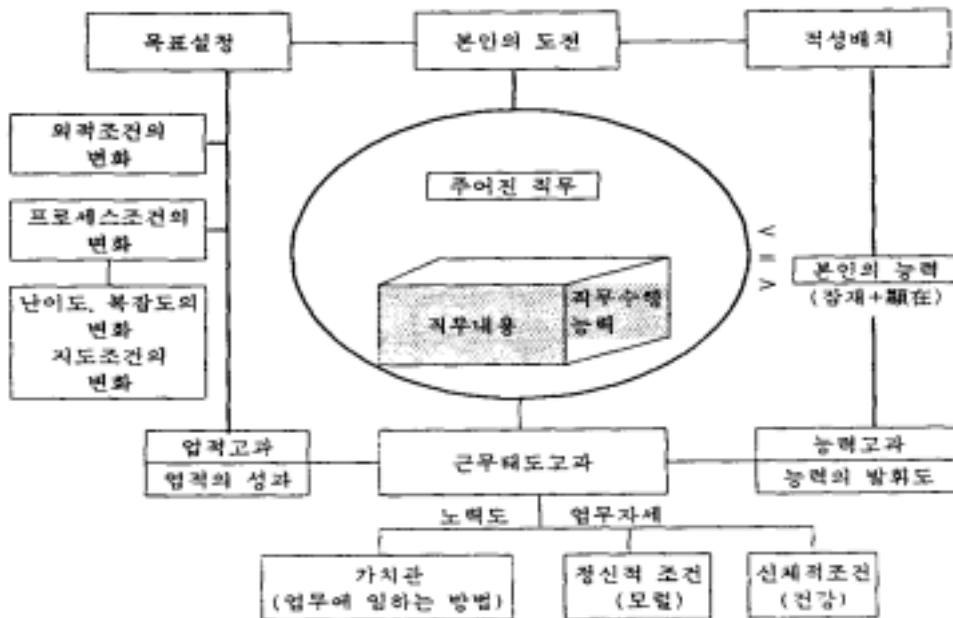 목표설정
본인의 도전
적성배치
외적조건의
변화
주어진 직무
프로세스조건의
변화
< = >
본인의 능력
(잠재+顯在)
난이도、복잡도의
변화
지도조건의
변화
직무내용
직무수행
능력
업적고과
업적의 성과
근무태도고과
능력고과
능력의 발휘도
노력도
업무자세
가치관
(업무에 임하는 방법)
정신적 조건
(모럴)
신체적조건
(건강)